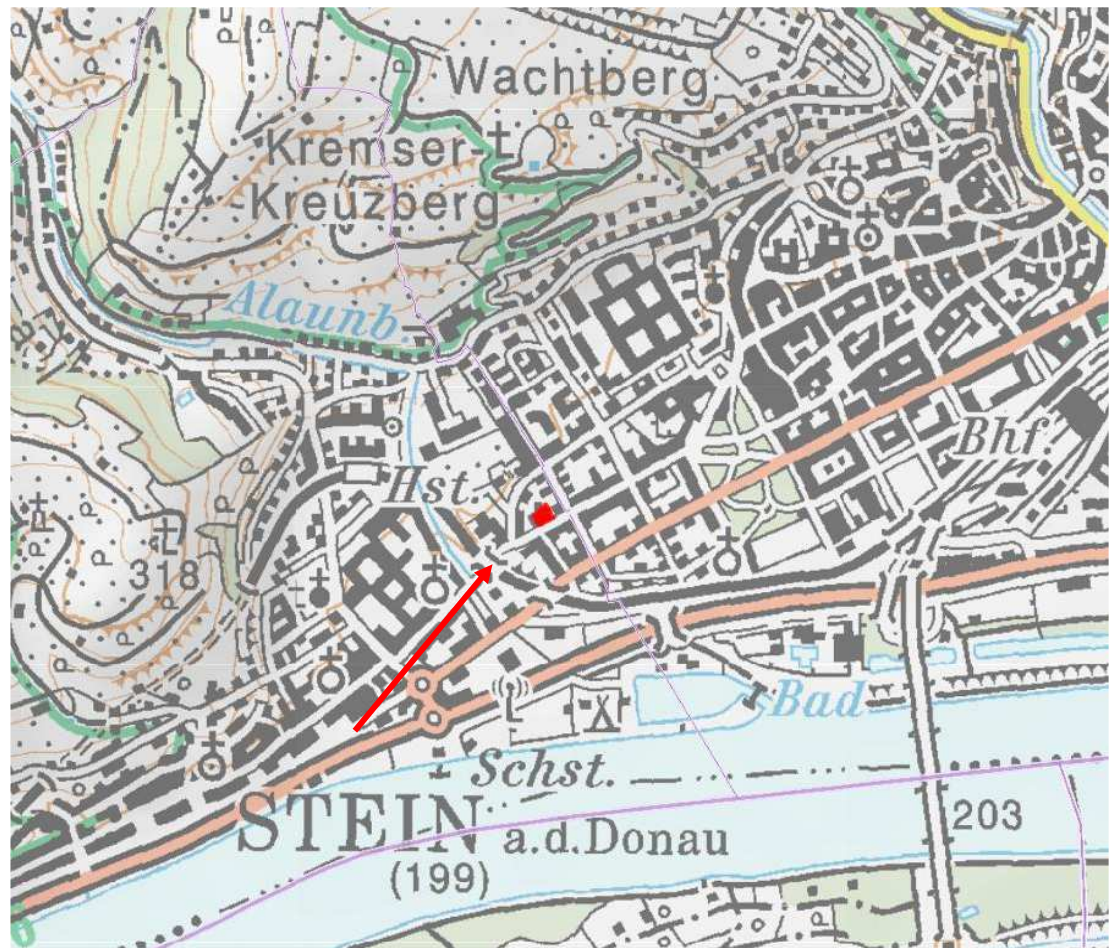 Wachtberg
Kremser
Kreuzberg
Alaunb.
Bhf.
Hst.
318
Bad
Schst.
STEIN a.d.Donau
(199)
203